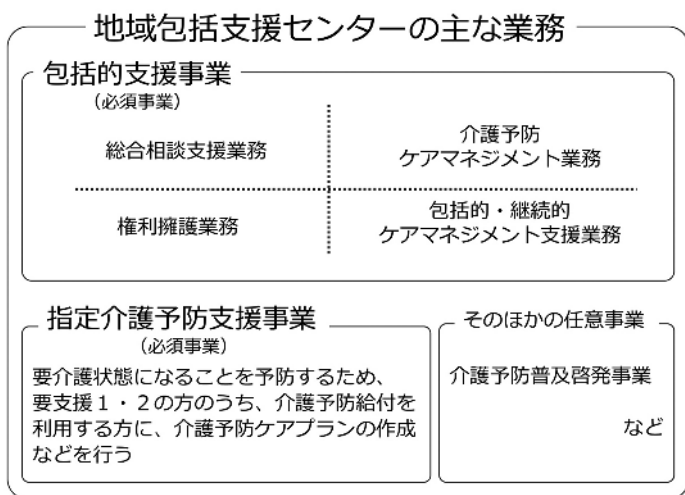 地域包括支援センターの主な業務
包括的支援事業
（必須事業）
総合相談支援業務
介護予防
ケアマネジメント業務
権利擁護業務
包括的・継続的
ケアマネジメント支援業務
指定介護予防支援事業
（必須事業）
要介護状態になることを予防するため、
要支援１・２の方のうち、介護予防給付を
利用する方に、介護予防ケアプランの作成
などを行う
そのほかの任意事業
介護予防普及啓発事業
など